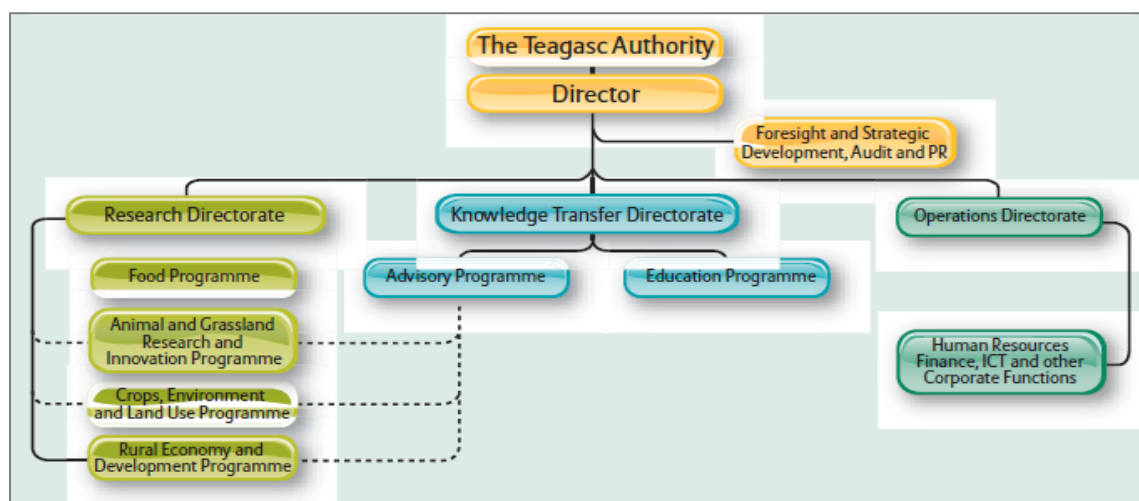 The Teagasc Authority
Director
Foresight and Strategic
Development, Audit and PR
Research Directorate
Knowledge Transfer Directorate
Operations Directorate
Food Programme
Advisory Programme
Education Programme
Animal and Grassland
Research and
Innovation Programme
Human Resources
Finance, ICT and other
Corporate Functions
Crops, Environment
and Land Use Programme
Rural Economy and
Development Programme